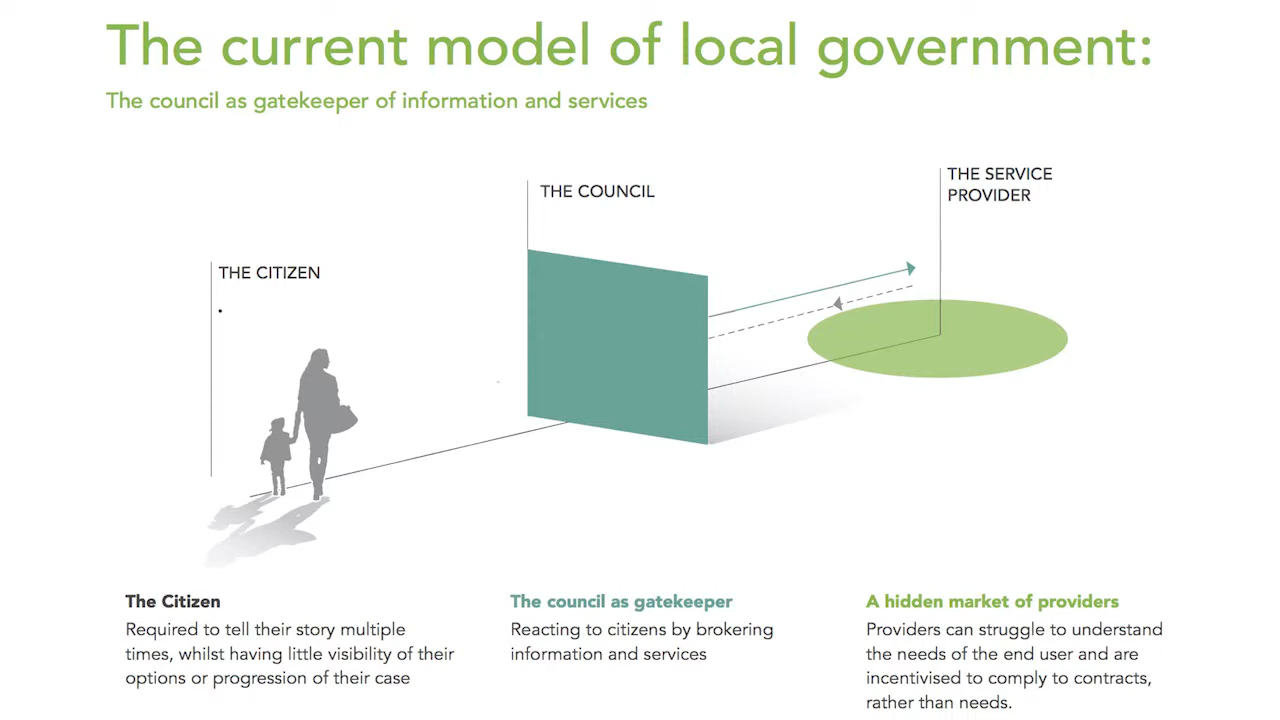 The current model of local government:
The council as gatekeeper of information and services
THE SERVICE
PROVIDER
THE COUNCIL
THE CITIZEN
The Citizen
Required to tell their story multiple
times, whilst having little visibility of their
options or progression of their case
The council as gatekeeper
Reacting to citizens by brokering
information and services
A hidden market of providers
Providers can struggle to understand
the needs of the end user and are
incentivised to comply to contracts,
rather than needs.